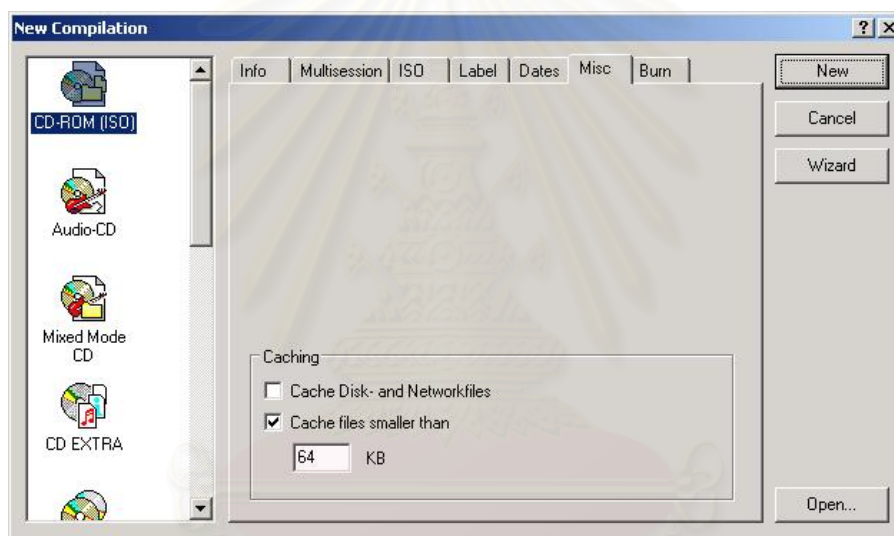 New Compilation
CD-ROM (ISO)
Audio-CD
Mixed Mode
CD
CD EXTRA
Info Multisession ISO Label Dates Misc Burn
Caching
Cache Disk- and Networkfiles
Cache files smaller than
64 KB
New
Cancel
Wizard
Open...